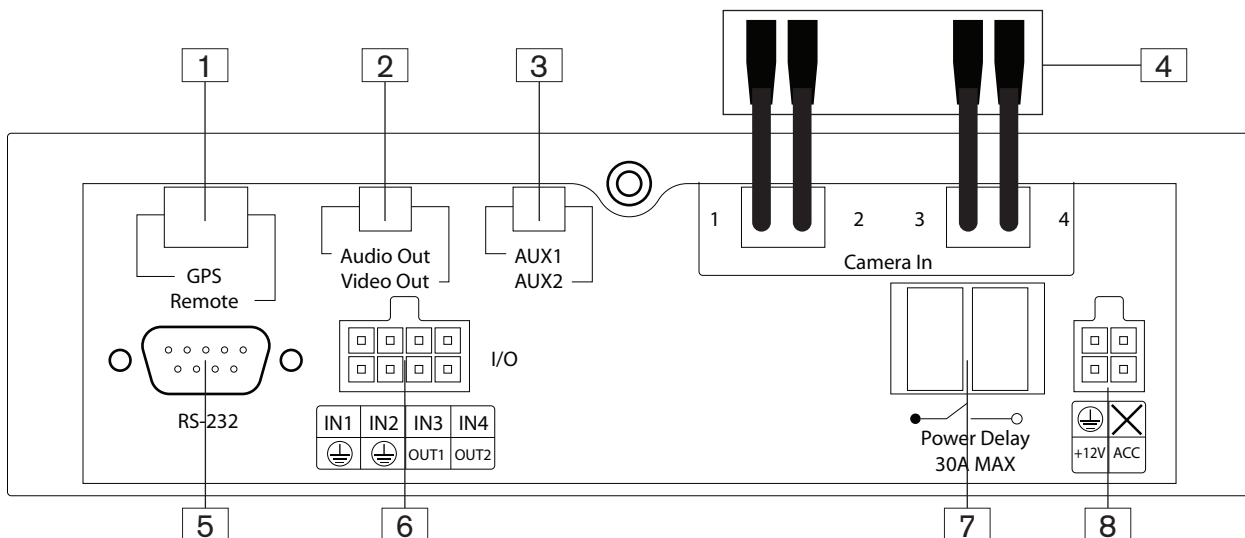 1 2 3 4
1 2 3 4
Camera In
GPS
Remote
Audio Out
Video Out
AUX1
AUX2
RS-232
I/O
IN1 IN2 IN3 IN4
OUT1 OUT2
Power Delay
30A MAX
+12V ACC
5 6 7 8